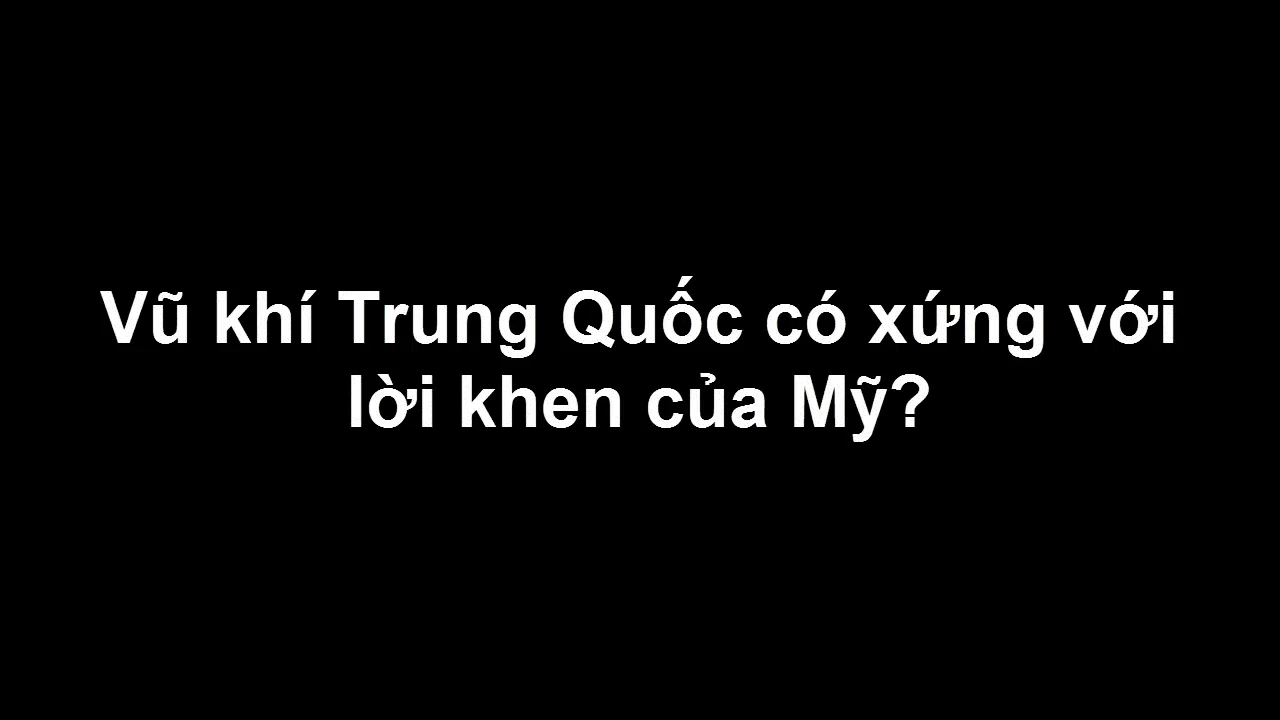 Vũ khí Trung Quốc có xứng với
lời khen của Mỹ?